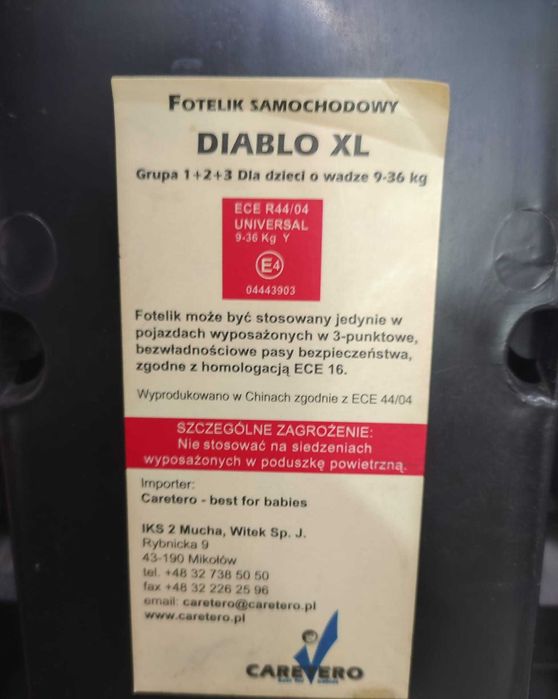 FOTELIK SAMOCHODOWY
DIABLO XL
Grupa 1+2+3 Dla dzieci o wadze 9-36 kg
ECE R44/04
UNIVERSAL
9-36 Kg Y
E4
04443903
Fotelik może być stosowany jedynie w
pojazdach wyposażonych w 3-punktowe,
bezwładnościowe pasy bezpieczeństwa,
zgodne z homologacją ECE 16.
Wyprodukowano w Chinach zgodnie z ECE 44/04
SZCZEGÓLNE ZAGROŻENIE:
Nie stosować na siedzeniach
wyposażonych w poduszkę powietrzną.
Importer:
Caretero - best for babies
IKS 2 Mucha, Witek Sp. J.
Rybnicka 9
43-190 Mikołów
tel. +48 32 738 50 50
fax +48 32 226 25 96
email: caretero@caretero.pl
www.caretero.pl
CARETERO
best for babies